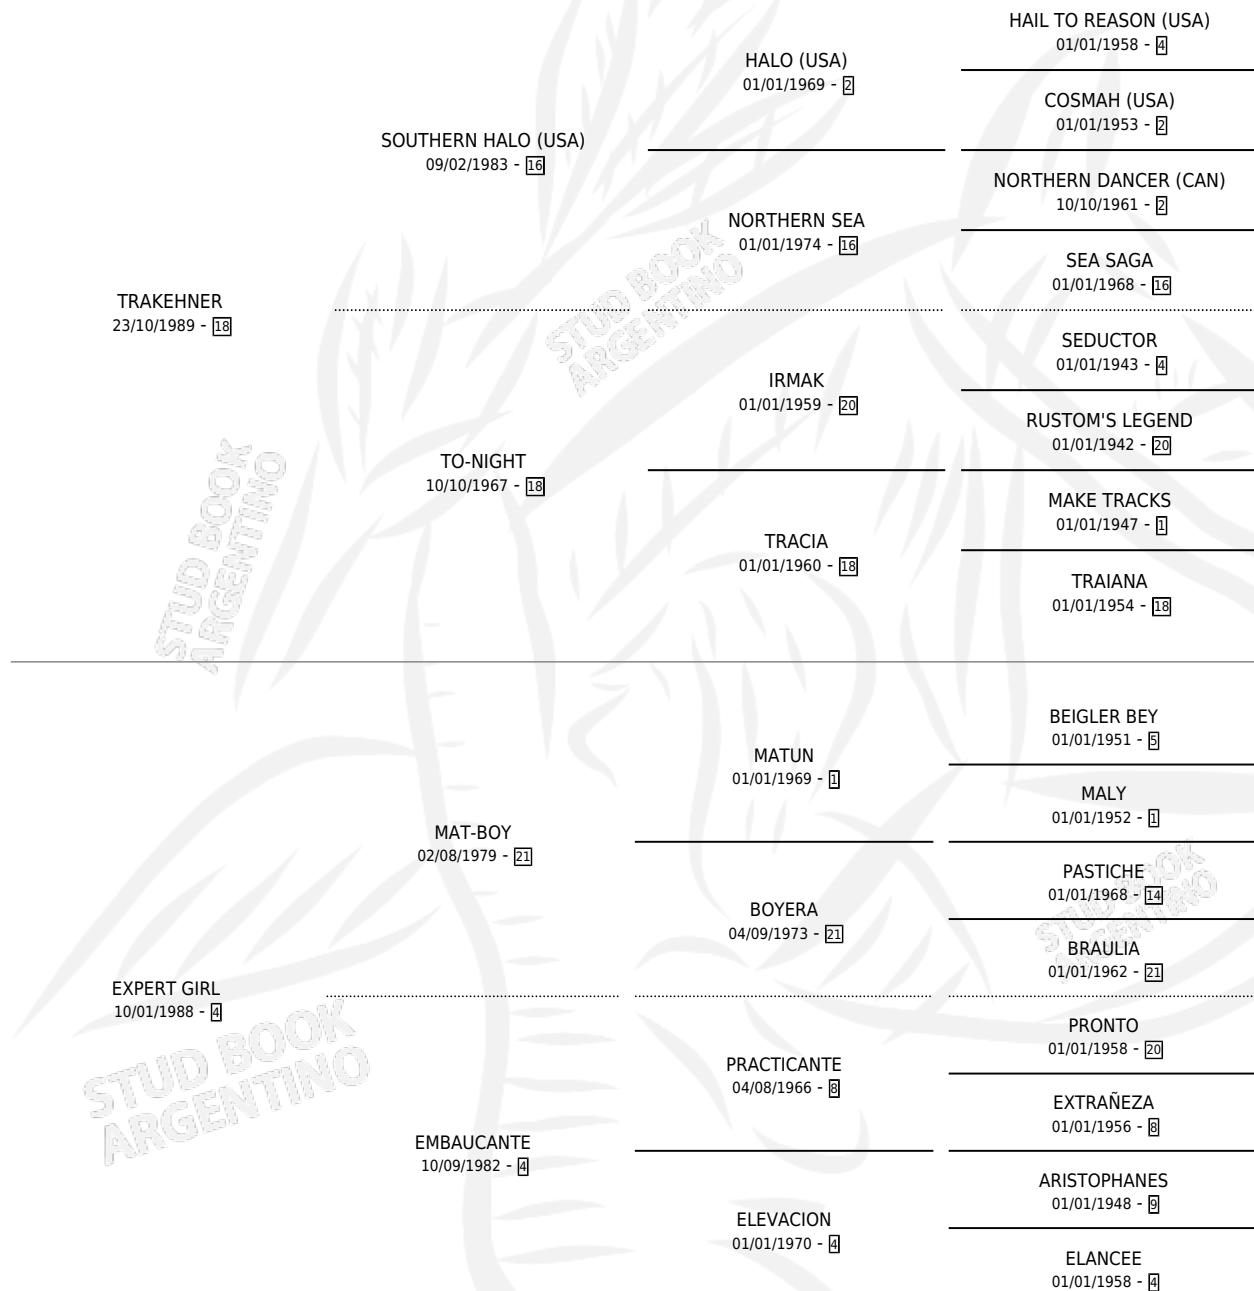 HAIL TO REASON (USA)
01/01/1958 - 4
HALO (USA)
01/01/1969 - 2
COSMAH (USA)
01/01/1953 - 2
SOUTHERN HALO (USA)
09/02/1983 - 16
NORTHERN DANCER (CAN)
10/10/1961 - 2
NORTHERN SEA
01/01/1974 - 16
SEA SAGA
01/01/1968 - 16
STUD BOOK
ARGENTINO
TRAKEHNER
23/10/1989 - 18
SEDUCTOR
01/01/1943 - 4
IRMAK
01/01/1959 - 20
RUSTOM'S LEGEND
01/01/1942 - 20
TO-NIGHT
10/10/1967 - 18
MAKE TRACKS
01/01/1947 - 1
TRACIA
01/01/1960 - 18
TRAIANA
01/01/1954 - 18
STUD BOOK
ARGENTINO
BEIGLER BEY
01/01/1951 - 5
MATUN
01/01/1969 - 1
MALY
01/01/1952 - 1
MAT-BOY
02/08/1979 - 21
PASTICHE
01/01/1968 - 14
BOYERA
04/09/1973 - 21
BRAULIA
01/01/1962 - 21
STUD BOOK
ARGENTINO
EXPERT GIRL
10/01/1988 - 4
PRONTO
01/01/1958 - 20
PRACTICANTE
04/08/1966 - 8
EXTRAÑEZA
01/01/1956 - 8
STUD BOOK
ARGENTINO
EMBAUCANTE
10/09/1982 - 4
ARISTOPHANES
01/01/1948 - 9
ELEVACION
01/01/1970 - 4
ELANCEE
01/01/1958 - 4